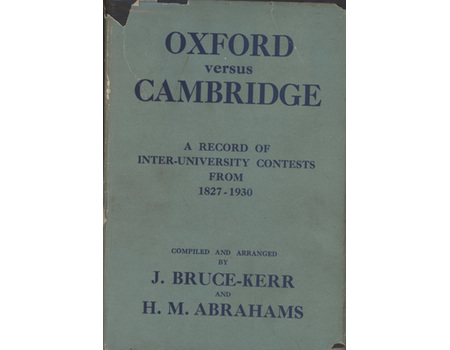 OXFORD
versus
CAMBRIDGE
A RECORD OF
INTER-UNIVERSITY CONTESTS
FROM
1827-1930
COMPILED AND ARRANGED
BY
J. BRUCE-KERR
AND
H. M. ABRAHAMS